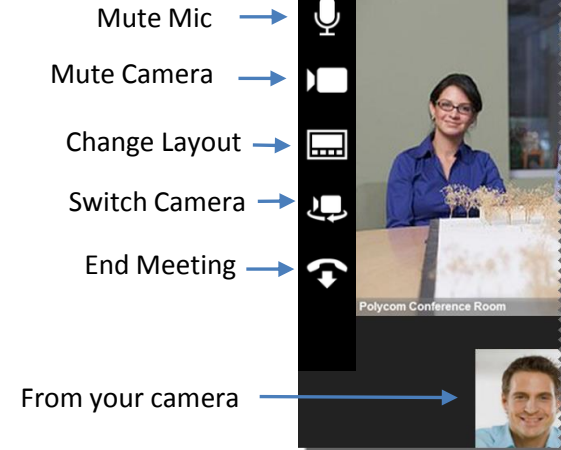 Mute Mic
Mute Camera
Change Layout
Switch Camera
End Meeting
Polycom Conference Room
From your camera